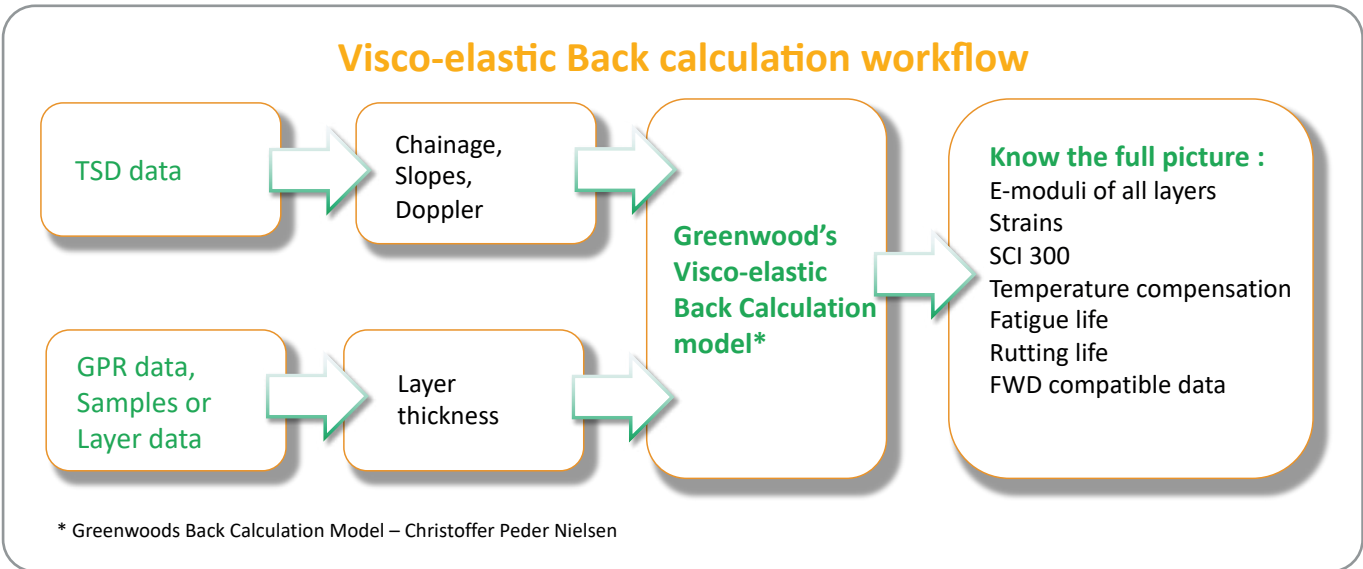 Visco-elastic Back calculation workflow
TSD data
Chainage,
Slopes,
Doppler
GPR data,
Samples or
Layer data
Layer
thickness
Greenwood’s
Visco-elastic
Back Calculation
model*
Know the full picture :
E-moduli of all layers
Strains
SCI 300
Temperature compensation
Fatigue life
Rutting life
FWD compatible data
* Greenwoods Back Calculation Model – Christoffer Peder Nielsen